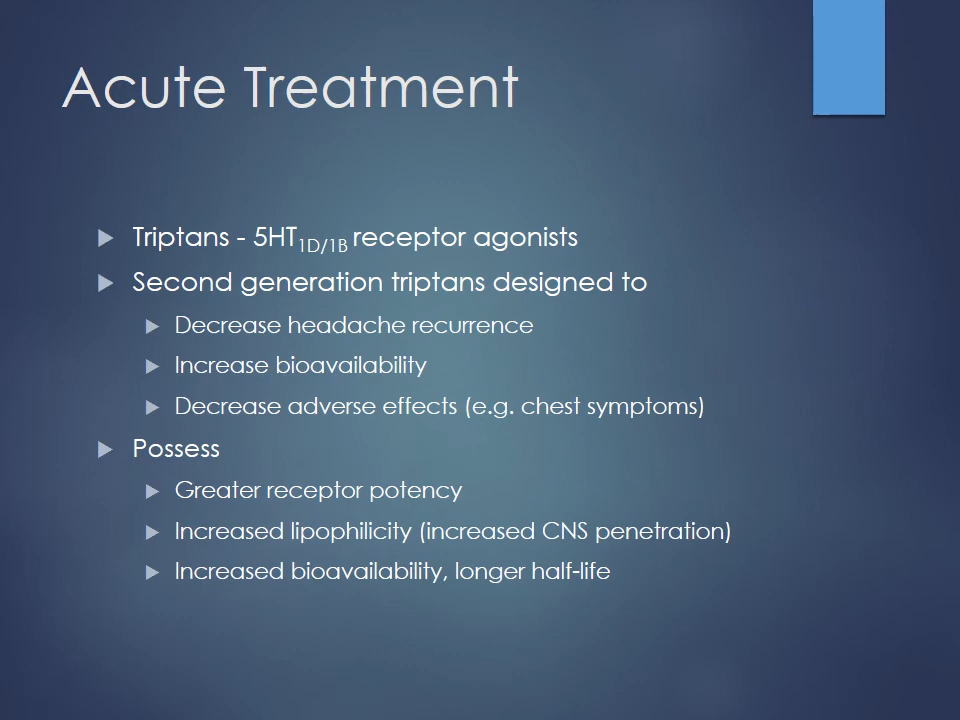 Acute Treatment
Triptans - 5HT1D/1B receptor agonists
Second generation triptans designed to
Decrease headache recurrence
Increase bioavailability
Decrease adverse effects (e.g. chest symptoms)
Possess
Greater receptor potency
Increased lipophilicity (increased CNS penetration)
Increased bioavailability, longer half-life